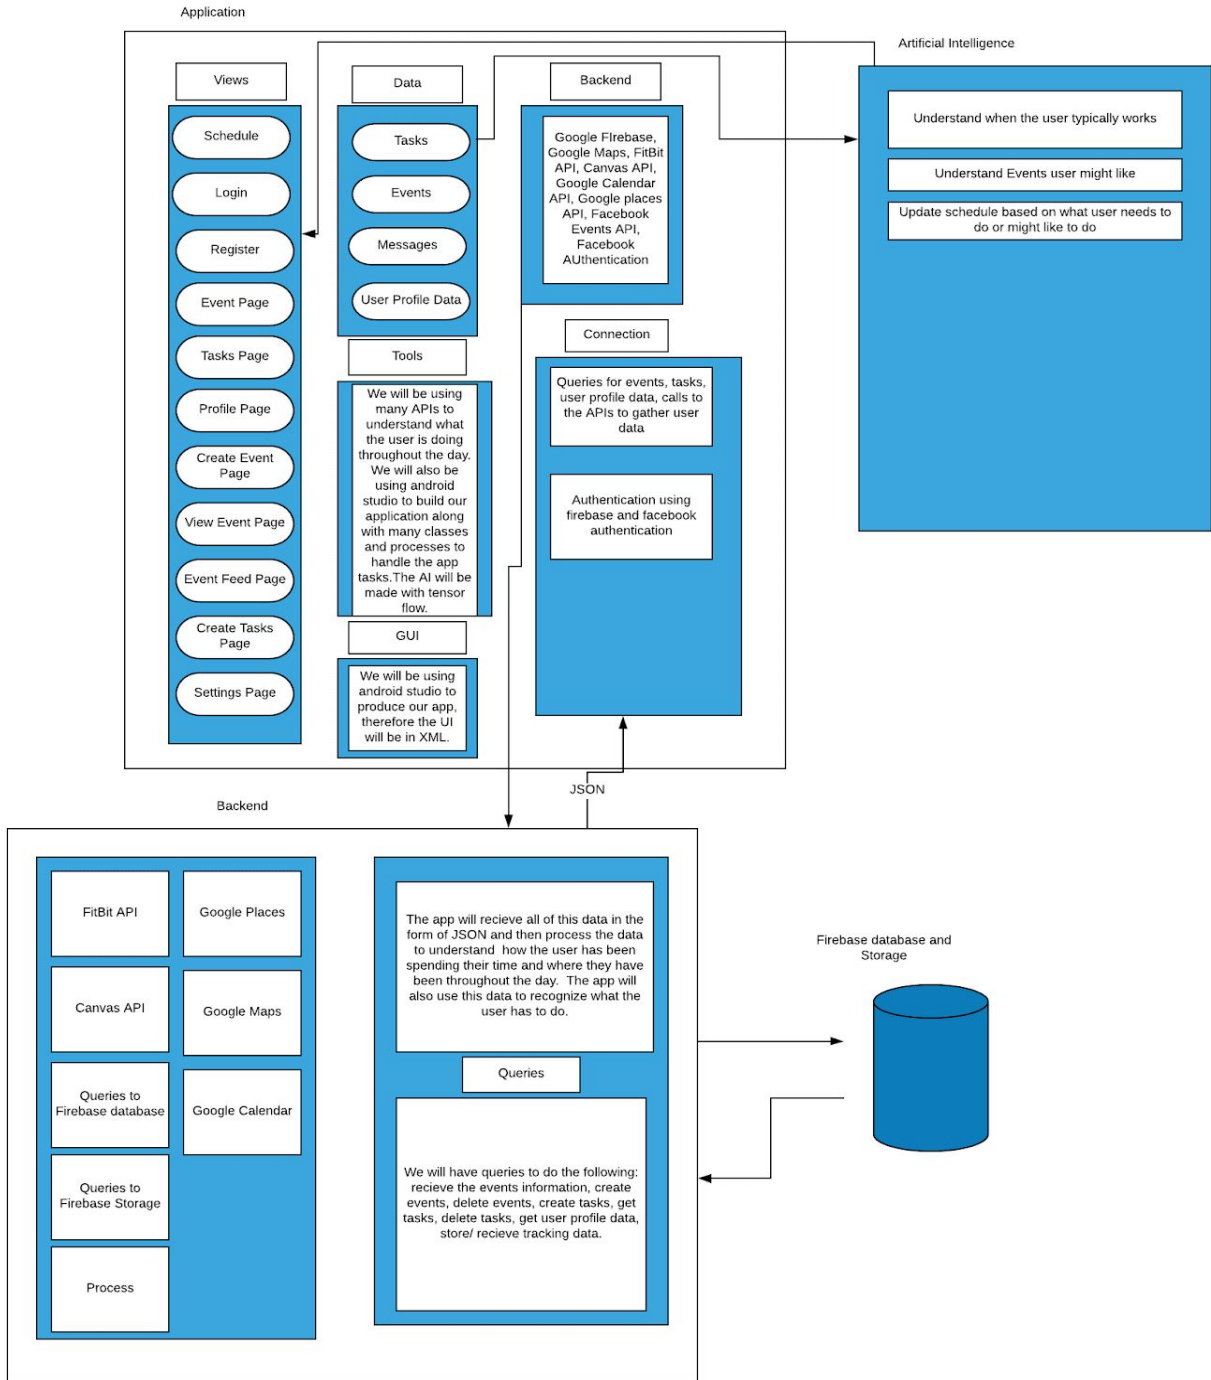 Application
Views
Schedule
Login
Register
Event Page
Tasks Page
Profile Page
Create Event
Page
View Event Page
Event Feed Page
Create Tasks
Page
Settings Page
Data
Tasks
Events
Messages
User Profile Data
Tools
We will be using
many APIs to
understand what
the user is doing
throughout the day.
We will also be
using android
studio to build our
application along
with many classes
and processes to
handle the app
tasks.The AI will be
made with tensor
flow.
GUI
We will be using
android studio to
produce our app,
therefore the UI
will be in XML.
Backend
Google FIrebase,
Google Maps, FitBit
API, Canvas API,
Google Calendar
API, Google places
API, Facebook
Events API,
Facebook
AUthentication
Connection
Queries for events, tasks,
user profile data, calls to
the APIs to gather user
data
Authentication using
firebase and facebook
authentication
Artificial Intelligence
Understand when the user typically works
Understand Events user might like
Update schedule based on what user needs to
do or might like to do
JSON
Backend
FitBit API
Canvas API
Queries to
Firebase database
Queries to
Firebase Storage
Process
Google Places
Google Maps
Google Calendar
The app will recieve all of this data in the
form of JSON and then process the data
to understand how the user has been
spending their time and where they have
been throughout the day. The app will
also use this data to recognize what the
user has to do.
Queries
We will have queries to do the following:
recieve the events information, create
events, delete events, create tasks, get
tasks, delete tasks, get user profile data,
store/ recieve tracking data.
Firebase database and
Storage